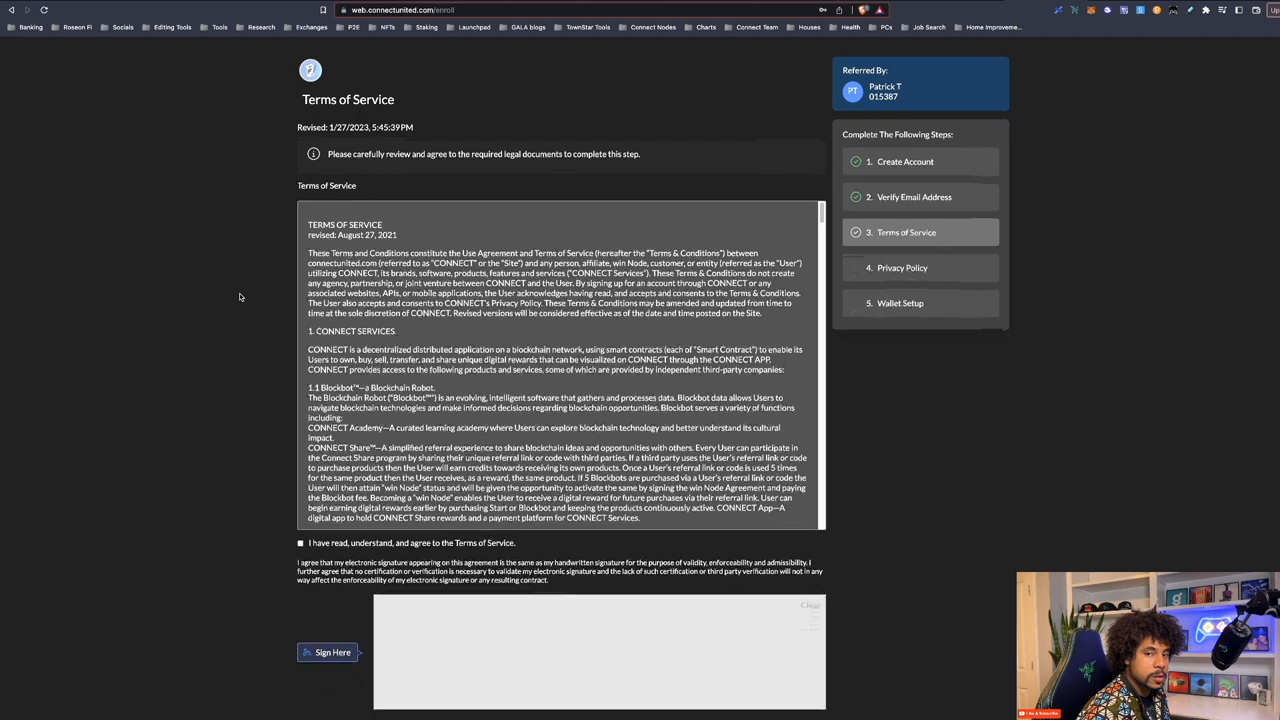 web.connectunited.com/enroll
Up
Banking Roseon FI Socials Editing Tools Tools Research Exchanges P2E NFTs Staking Launchpad GALA blogs TownStar Tools Connect Nodes Charts Connect Team Houses Health PCs Job Search Home Improveme...
Terms of Service
Revised: 1/27/2023, 5:45:39 PM
Please carefully review and agree to the required legal documents to complete this step.
Terms of Service
TERMS OF SERVICE
revised: August 27, 2021
These Terms and Conditions constitute the Use Agreement and Terms of Service (hereafter the "Terms & Conditions") between
connectunited.com (referred to as "CONNECT" or the "Site") and any person, affiliate, win Node, customer, or entity (referred as the "User")
utilizing CONNECT, its brands, software, products, features and services ("CONNECT Services"). These Terms & Conditions do not create
any agency, partnership, or joint venture between CONNECT and the User. By signing up for an account through CONNECT or any
associated websites, APIs, or mobile applications, the User acknowledges having read, and accepts and consents to the Terms & Conditions.
The User also accepts and consents to CONNECT's Privacy Policy. These Terms & Conditions may be amended and updated from time to
time at the sole discretion of CONNECT. Revised versions will be considered effective as of the date and time posted on the Site.
1. CONNECT SERVICES.
CONNECT is a decentralized distributed application on a blockchain network, using smart contracts (each of "Smart Contract") to enable its
Users to own, buy, sell, transfer, and share unique digital rewards that can be visualized on CONNECT through the CONNECT APP.
CONNECT provides access to the following products and services, some of which are provided by independent third-party companies:
1.1 Blockbot™—a Blockchain Robot.
The Blockchain Robot ("Blockbot™") is an evolving, intelligent software that gathers and processes data. Blockbot data allows Users to
navigate blockchain technologies and make informed decisions regarding blockchain opportunities. Blockbot serves a variety of functions
including:
CONNECT Academy—A curated learning academy where Users can explore blockchain technology and better understand its cultural
impact.
CONNECT Share™—A simplified referral experience to share blockchain ideas and opportunities with others. Every User can participate in
the Connect Share program by sharing their unique referral link or code with third parties. If a third party uses the User's referral link or code
to purchase products then the User will earn credits towards receiving its own products. Once a User's referral link or code is used 5 times
for the same product then the User receives, as a reward, the same product. If 5 Blockbots are purchased via a User's referral link or code the
User will then attain "win Node" status and will be given the opportunity to activate the same by signing the win Node Agreement and paying
the Blockbot fee. Becoming a "win Node" enables the User to receive a digital reward for future purchases via their referral link. User can
begin earning digital rewards earlier by purchasing Start or Blockbot and keeping the products continuously active. CONNECT App—A
digital app to hold CONNECT Share rewards and a payment platform for CONNECT Services.
I have read, understand, and agree to the Terms of Service.
I agree that my electronic signature appearing on this agreement is the same as my handwritten signature for the purpose of validity, enforceability and admissibility. I
further agree that no certification or verification is necessary to validate my electronic signature and the lack of such certification or third party verification will not in any
way affect the enforceability of my electronic signature or any resulting contract.
Clear
Sign Here
Referred By:
PT
Patrick T
015387
Complete The Following Steps:
1. Create Account
2. Verify Email Address
3. Terms of Service
4. Privacy Policy
5. Wallet Setup